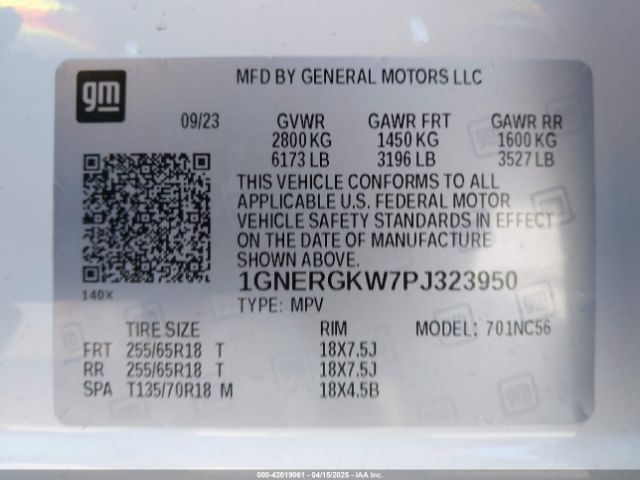 gm
MFD BY GENERAL MOTORS LLC
09/23 GVWR GAWR FRT GAWR RR
2800 KG 1450 KG 1600 KG
6173 LB 3196 LB 3527 LB
THIS VEHICLE CONFORMS TO ALL
APPLICABLE U.S. FEDERAL MOTOR
VEHICLE SAFETY STANDARDS IN EFFECT
ON THE DATE OF MANUFACTURE
SHOWN ABOVE.
140X
1GNERGKW7PJ323950
TYPE: MPV
TIRE SIZE RIM MODEL: 701NC56
FRT 255/65R18 T 18X7.5J
RR 255/65R18 T 18X7.5J
SPA T135/70R18 M 18X4.5B
000-42019061 - 04/15/2025 - IAA Inc.